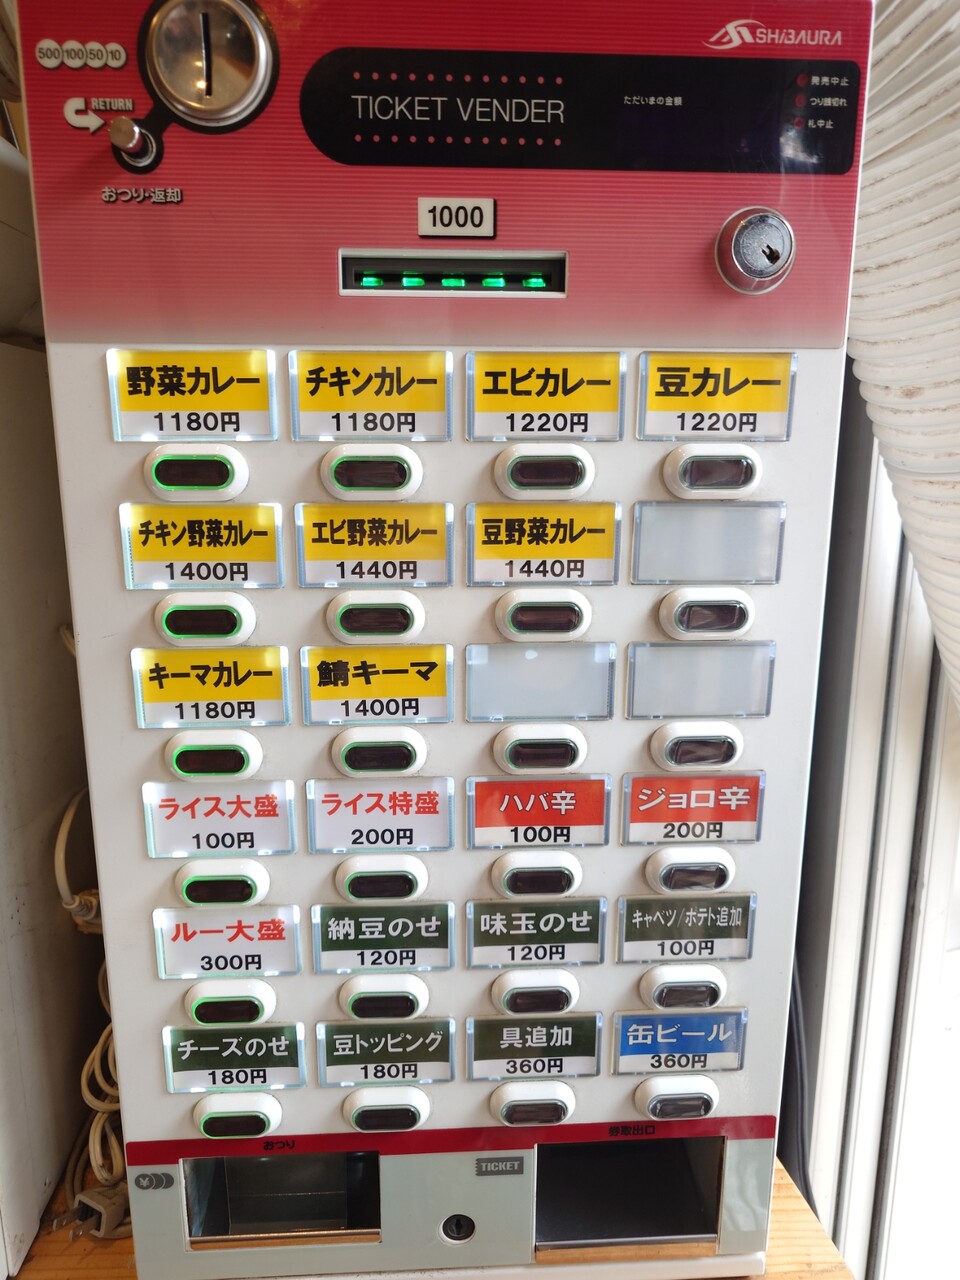 500 100 50 10
SHIBAURA
発売中止
RETURN
TICKET VENDER
ただいまの金額
つり銭切れ
札中止
おつり・返却
1000
野菜カレー
1180円
チキンカレー
1180円
エビカレー
1220円
豆カレー
1220円
チキン野菜カレー
1400円
エビ野菜カレー
1440円
豆野菜カレー
1440円
キーマカレー
1180円
鯖キーマ
1400円
ライス大盛
100円
ライス特盛
200円
ハバ辛
100円
ジョロ辛
200円
ルー大盛
300円
納豆のせ
120円
味玉のせ
120円
キャベツ/ポテト追加
100円
チーズのせ
180円
豆トッピング
180円
具追加
360円
缶ビール
360円
おつり
券取出口
¥
TICKET